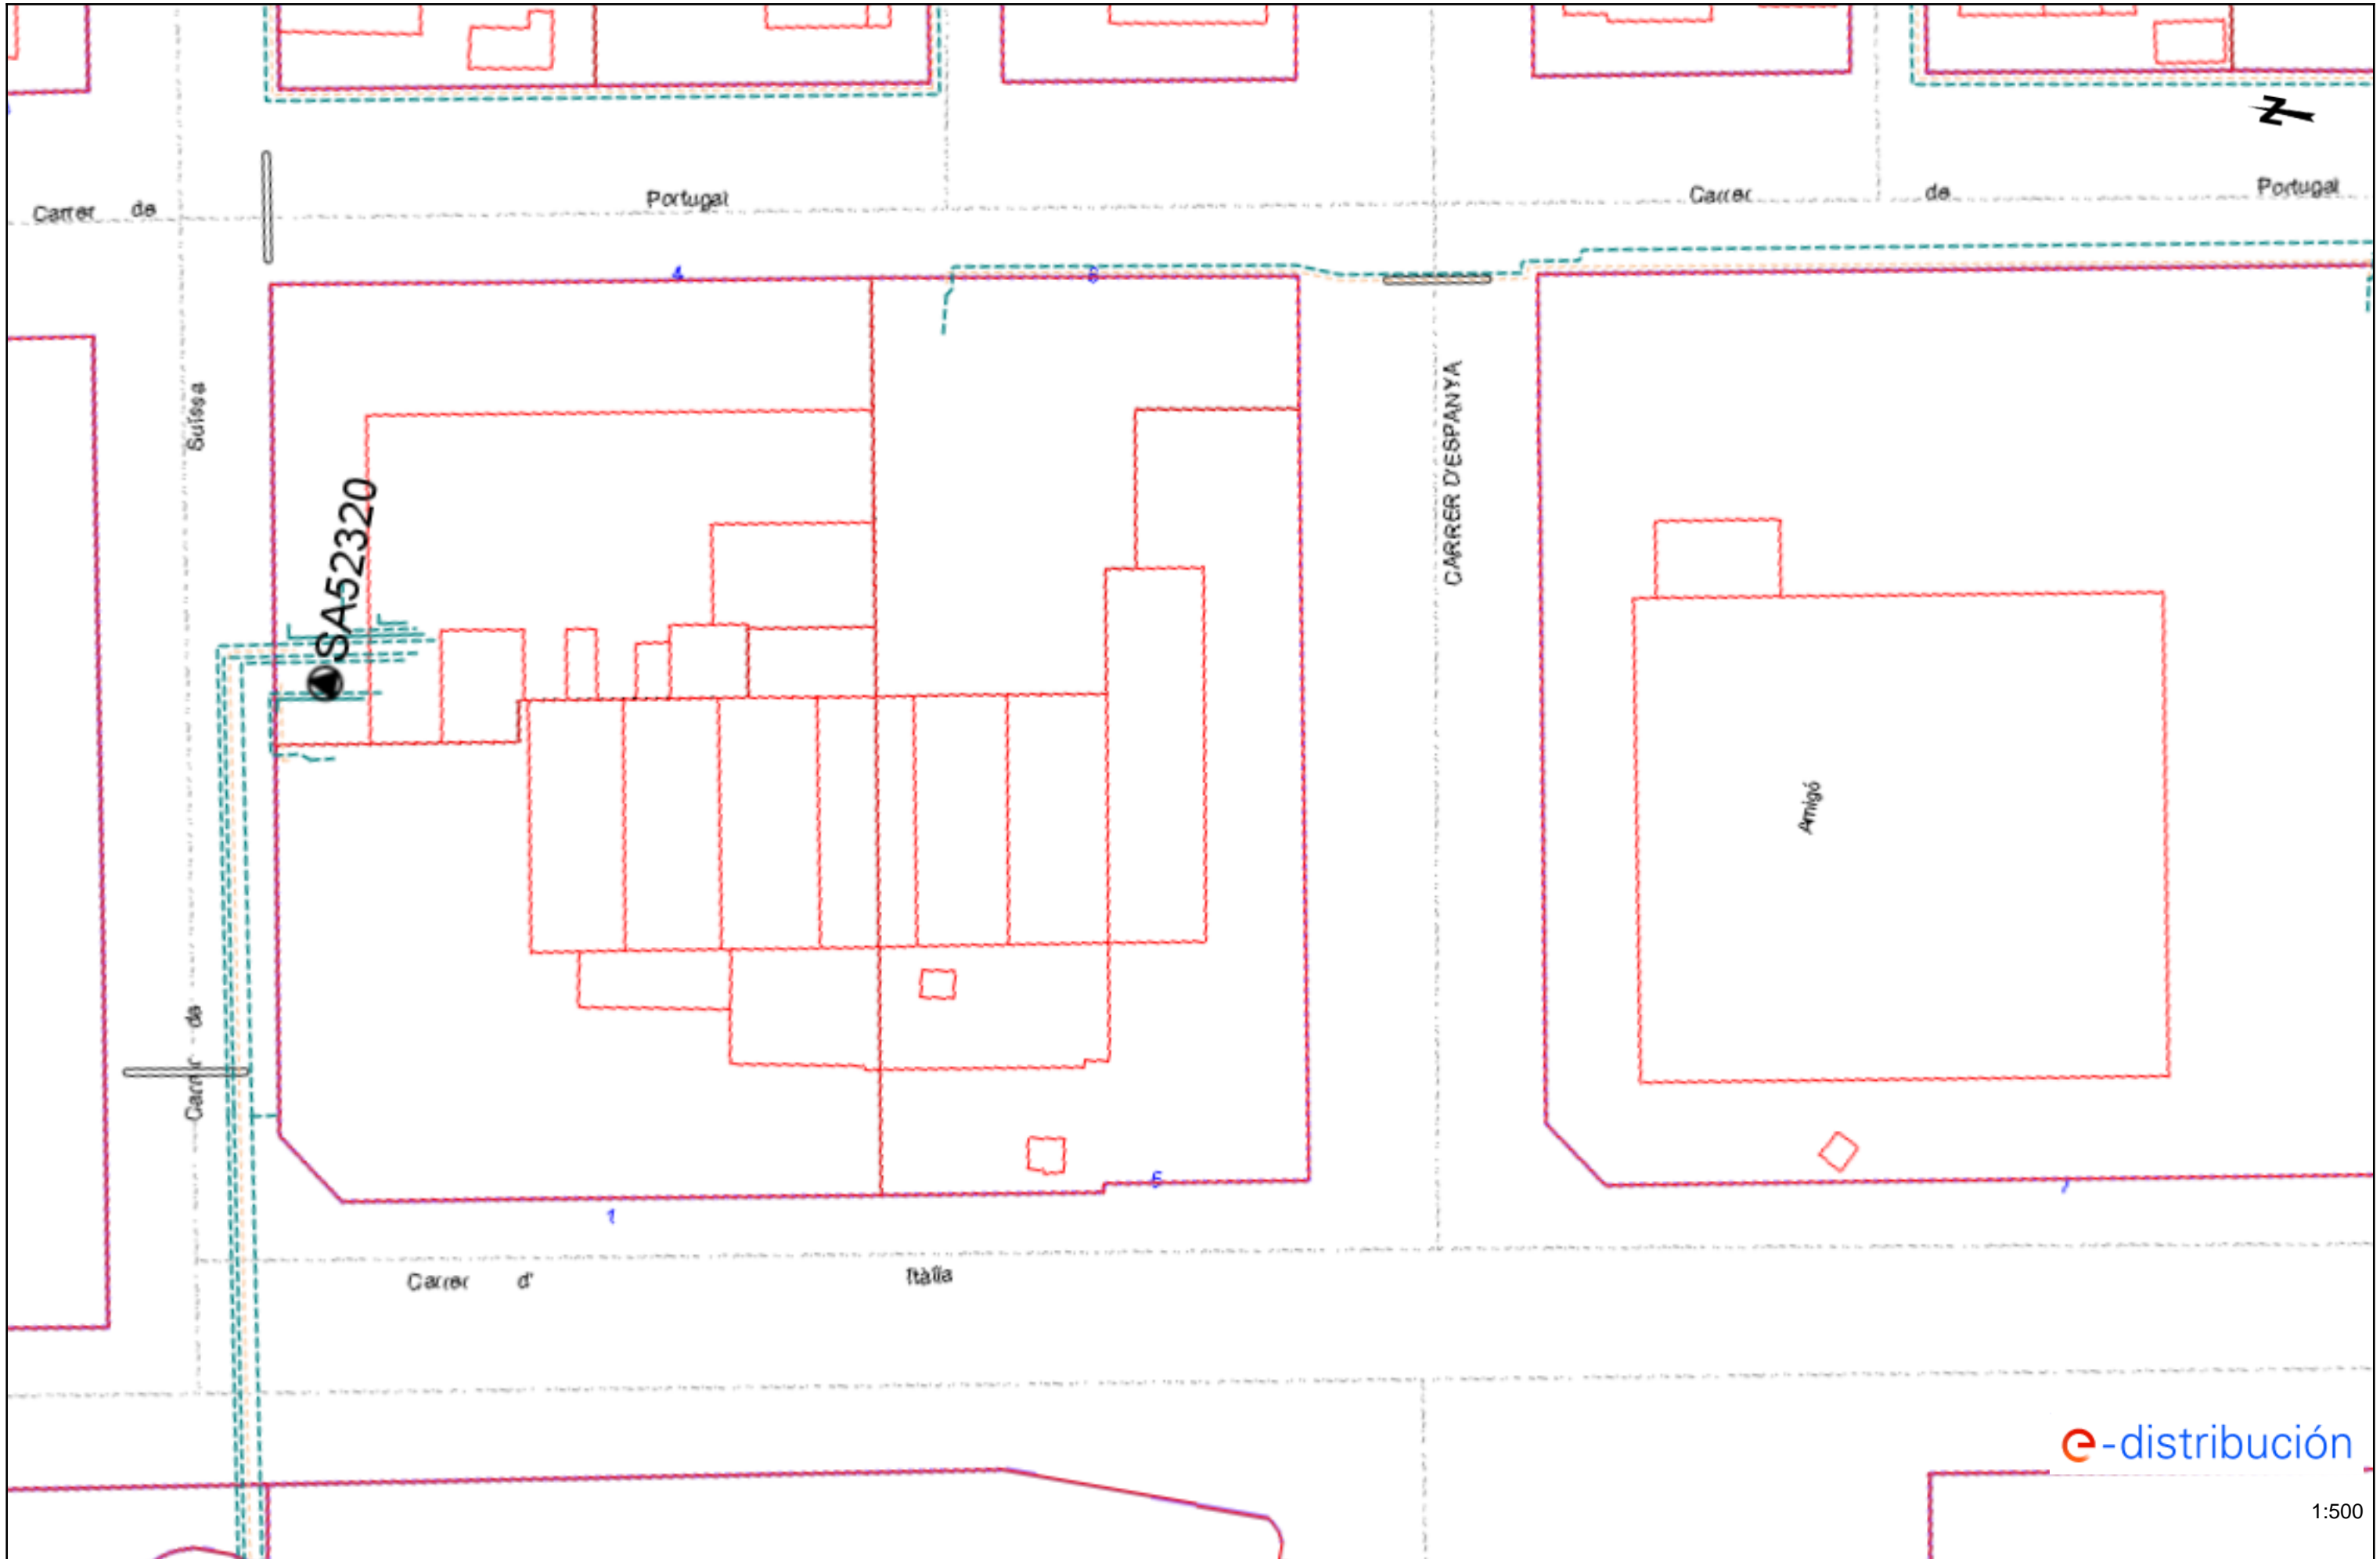 Carrer de
Portugal
Carrer
de
Portugal
4
Suïssa
SA52320
CARRER D'ESPANYA
Amigó
Carrer de
5
1
7
Carrer d'
Itàlia
e-distribución
1:500